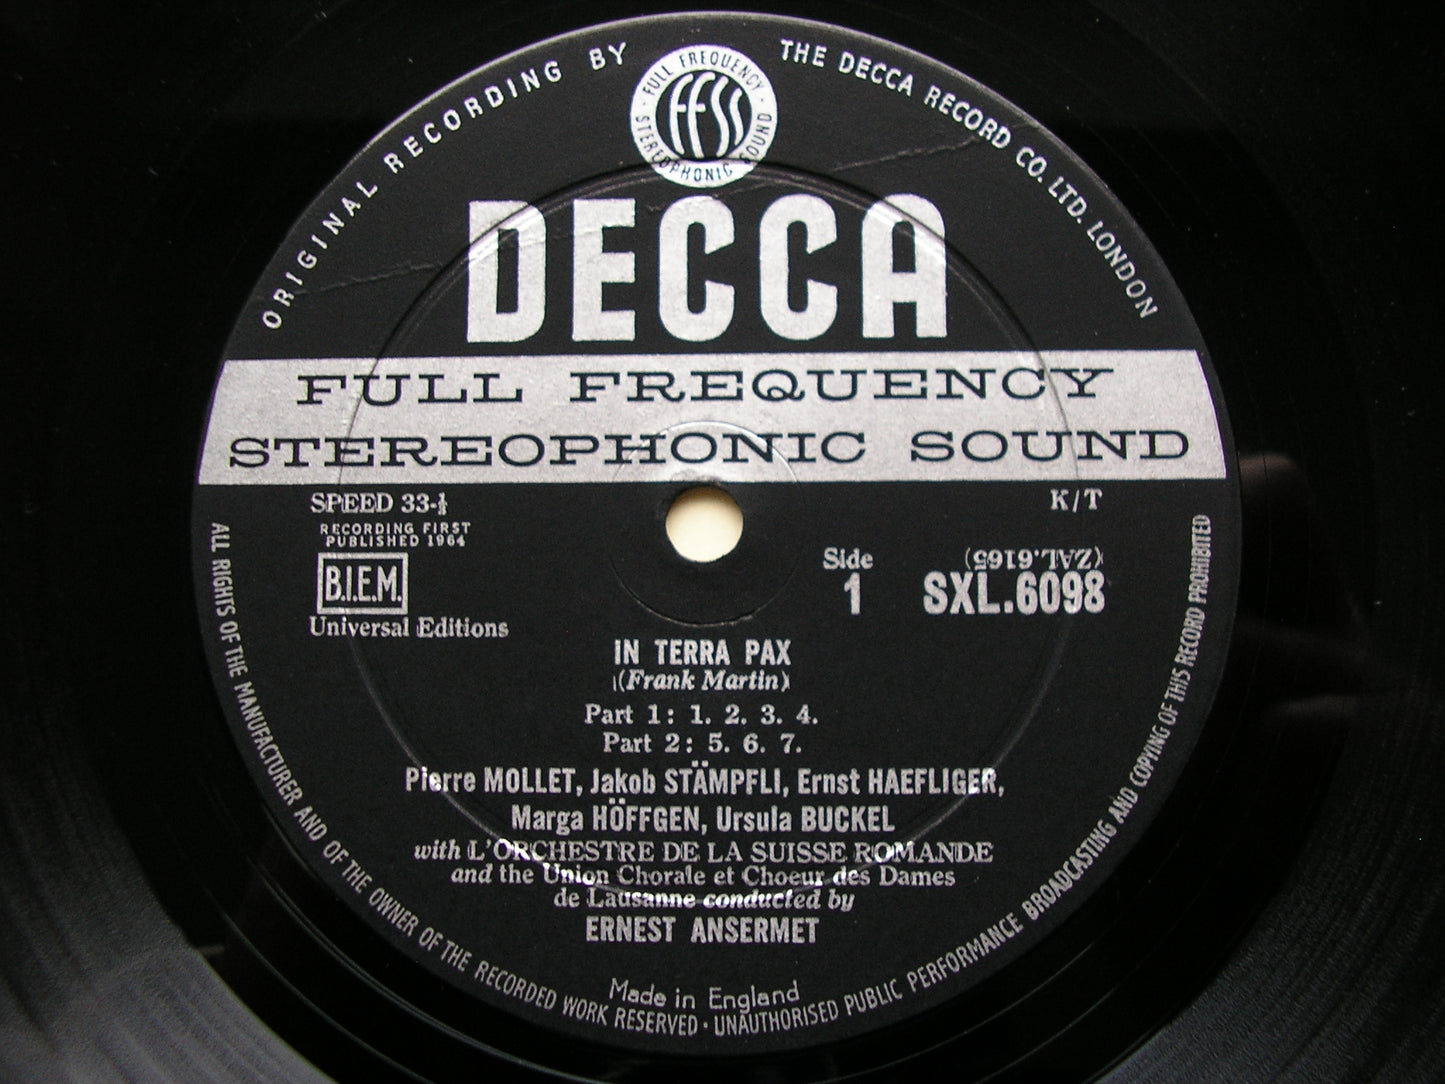 ORIGINAL RECORDING BY
THE DECCA RECORD CO. LTD. LONDON
· FULL FREQUENCY ·
FFSS
STEREOPHONIC SOUND
DECCA
FULL FREQUENCY
STEREOPHONIC SOUND
SPEED 33-⅓
K/T
RECORDING FIRST
PUBLISHED 1964
B.I.E.M.
Universal Editions
Side
1
(ZAL.6165)
SXL.6098
IN TERRA PAX
(Frank Martin)
Part 1: 1. 2. 3. 4.
Part 2: 5. 6. 7.
Pierre MOLLET, Jakob STÄMPFLI, Ernst HAEFLIGER,
Marga HÖFFGEN, Ursula BUCKEL
with L'ORCHESTRE DE LA SUISSE ROMANDE
and the Union Chorale et Choeur des Dames
de Lausanne conducted by
ERNEST ANSERMET
Made in England
ALL RIGHTS OF THE MANUFACTURER AND OF THE OWNER OF THE RECORDED WORK RESERVED · UNAUTHORISED PUBLIC PERFORMANCE BROADCASTING AND COPYING OF THIS RECORD PROHIBITED